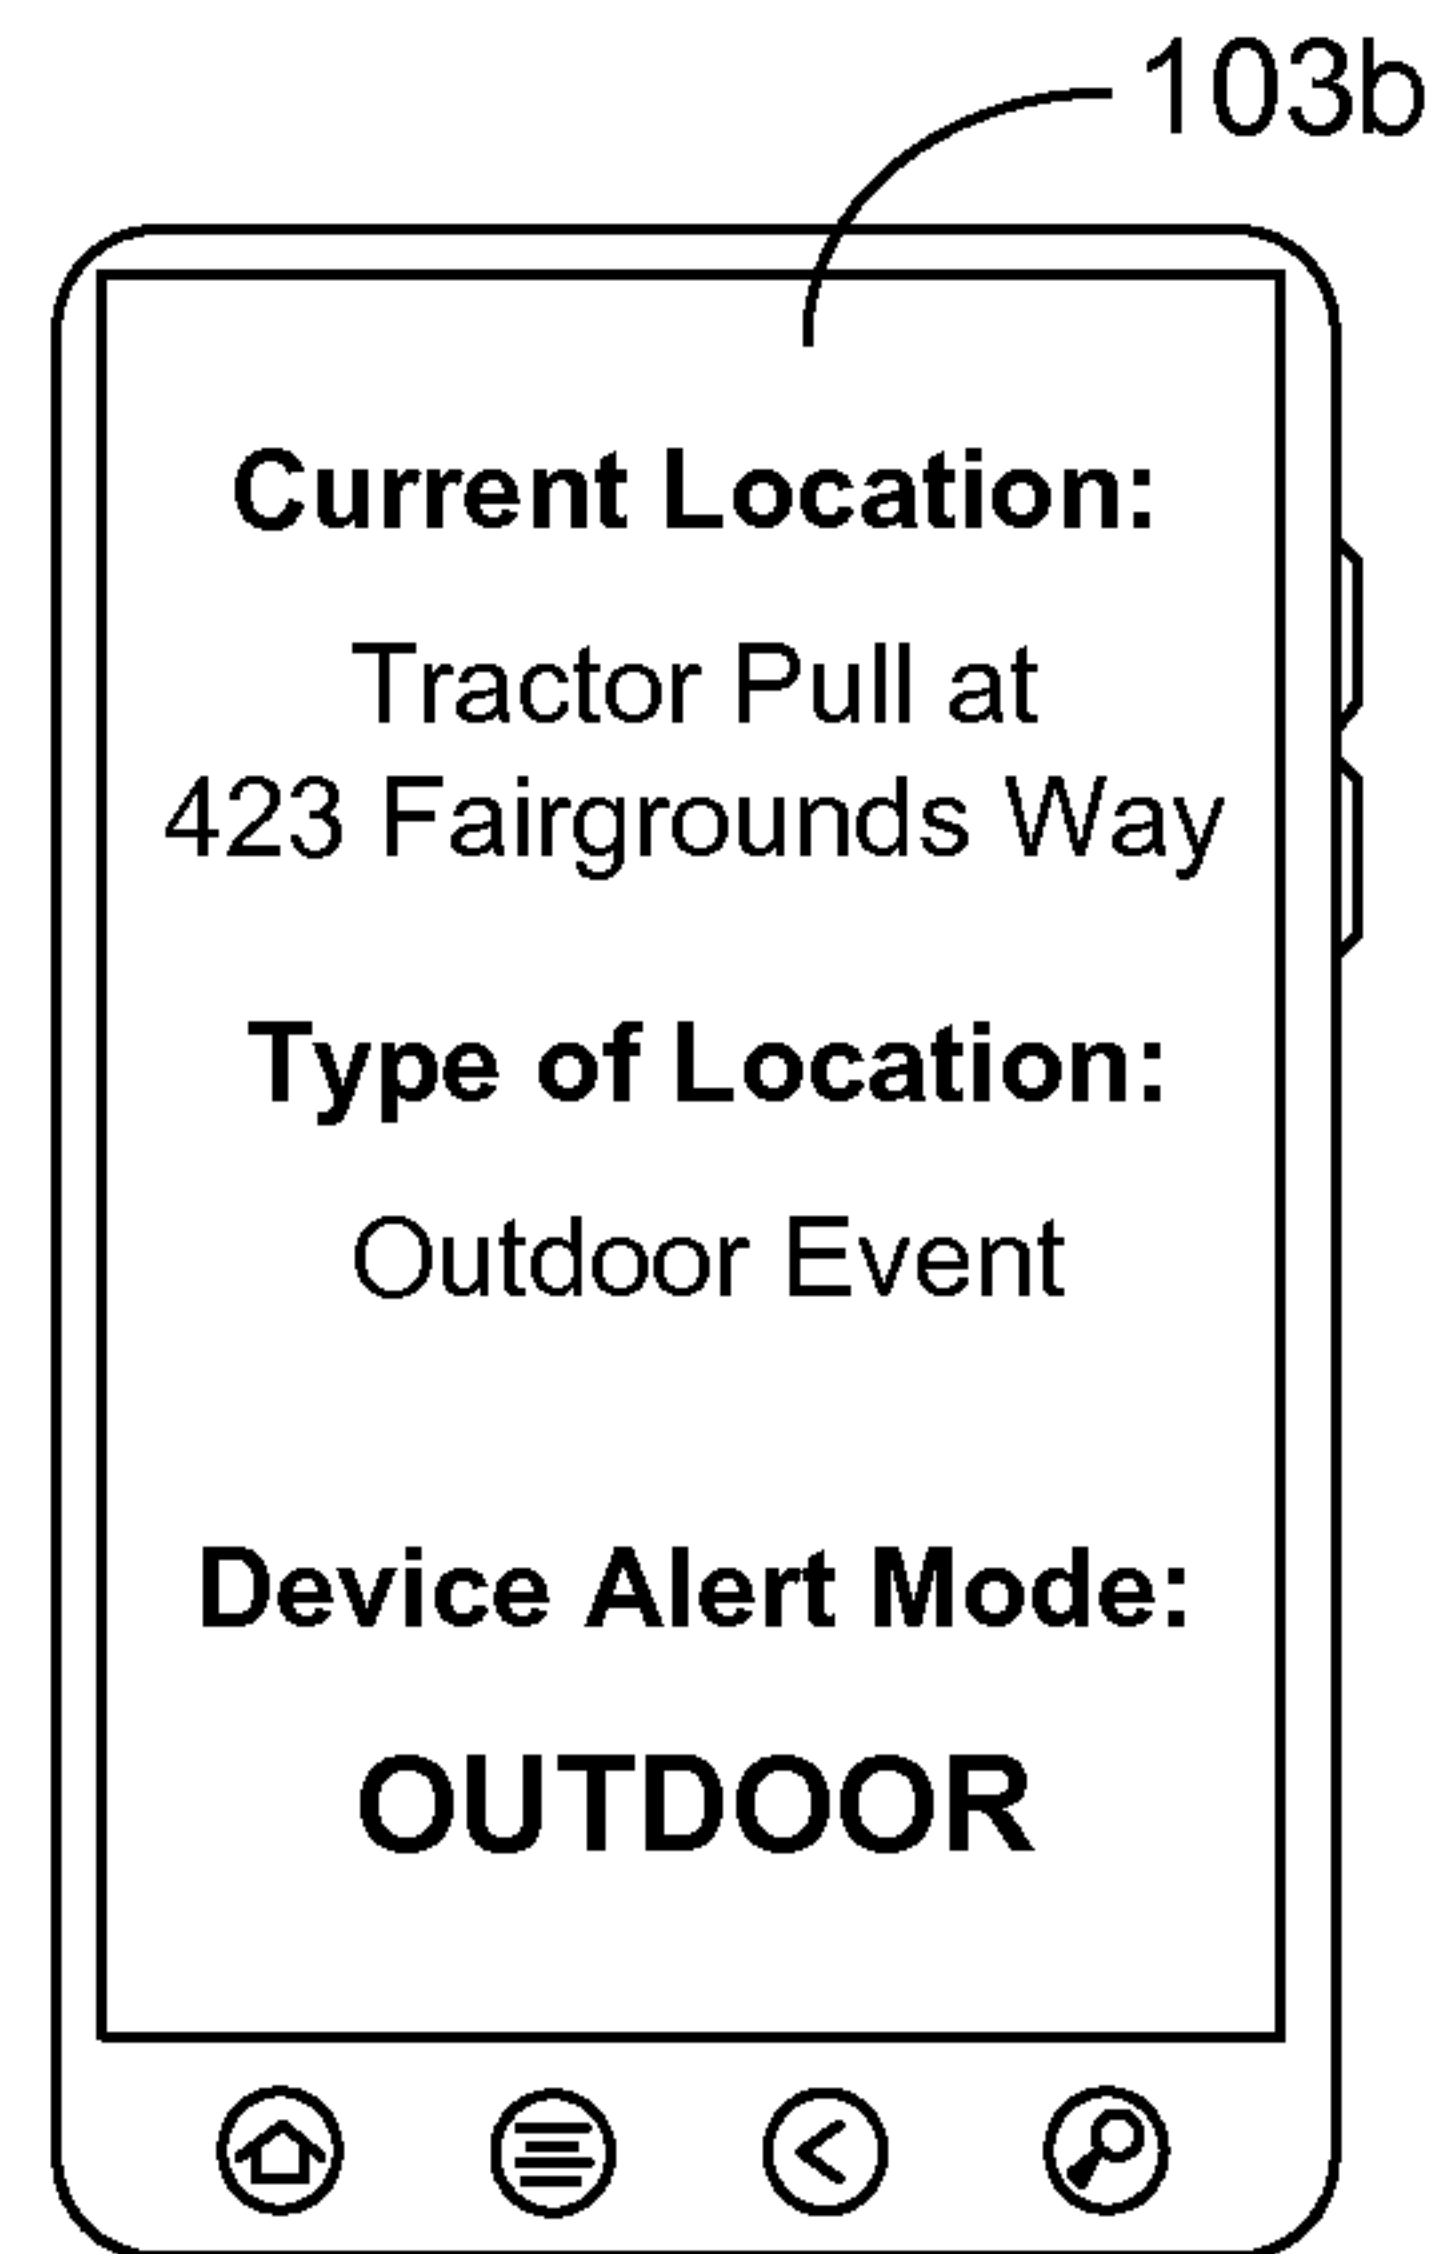 103b
Current Location:
Tractor Pull at
423 Fairgrounds Way
Type of Location:
Outdoor Event
Device Alert Mode:
OUTDOOR